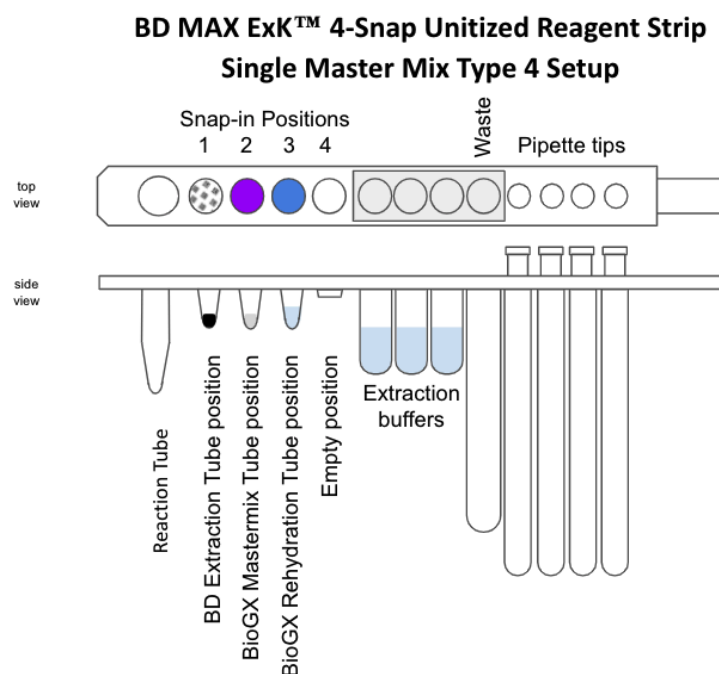 BD MAX ExK™ 4-Snap Unitized Reagent Strip
Single Master Mix Type 4 Setup
Snap-in Positions
1 2 3 4
Waste
Pipette tips
top
view
side
view
Reaction Tube
BD Extraction Tube position
BioGX Mastermix Tube position
BioGX Rehydration Tube position
Empty position
Extraction
buffers